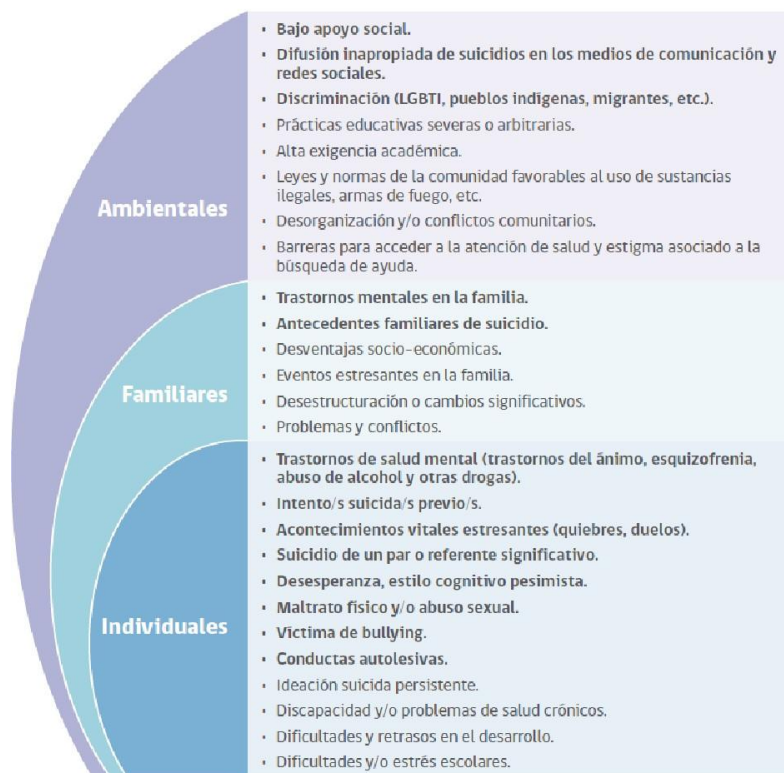 Ambientales
· Bajo apoyo social.
· Difusión inapropiada de suicidios en los medios de comunicación y
redes sociales.
· Discriminación (LGBTI, pueblos indígenas, migrantes, etc.).
· Prácticas educativas severas o arbitrarias.
· Alta exigencia académica.
· Leyes y normas de la comunidad favorables al uso de sustancias
ilegales, armas de fuego, etc.
· Desorganización y/o conflictos comunitarios.
· Barreras para acceder a la atención de salud y estigma asociado a la
búsqueda de ayuda.
Familiares
· Trastornos mentales en la familia.
· Antecedentes familiares de suicidio.
· Desventajas socio-económicas.
· Eventos estresantes en la familia.
· Desestructuración o cambios significativos.
· Problemas y conflictos.
Individuales
· Trastornos de salud mental (trastornos del ánimo, esquizofrenia,
abuso de alcohol y otras drogas).
· Intento/s suicida/s previo/s.
· Acontecimientos vitales estresantes (quiebres, duelos).
· Suicidio de un par o referente significativo.
· Desesperanza, estilo cognitivo pesimista.
· Maltrato físico y/o abuso sexual.
· Víctima de bullying.
· Conductas autolesivas.
· Ideación suicida persistente.
· Discapacidad y/o problemas de salud crónicos.
· Dificultades y retrasos en el desarrollo.
· Dificultades y/o estrés escolares.